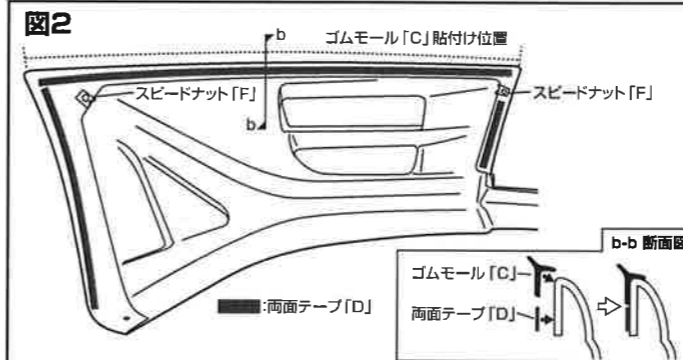 図2
b
ゴムモール「C」貼付け位置
スピードナット「F」
スピードナット「F」
b
b-b 断面図
ゴムモール「C」
両面テープ「D」
:両面テープ「D」